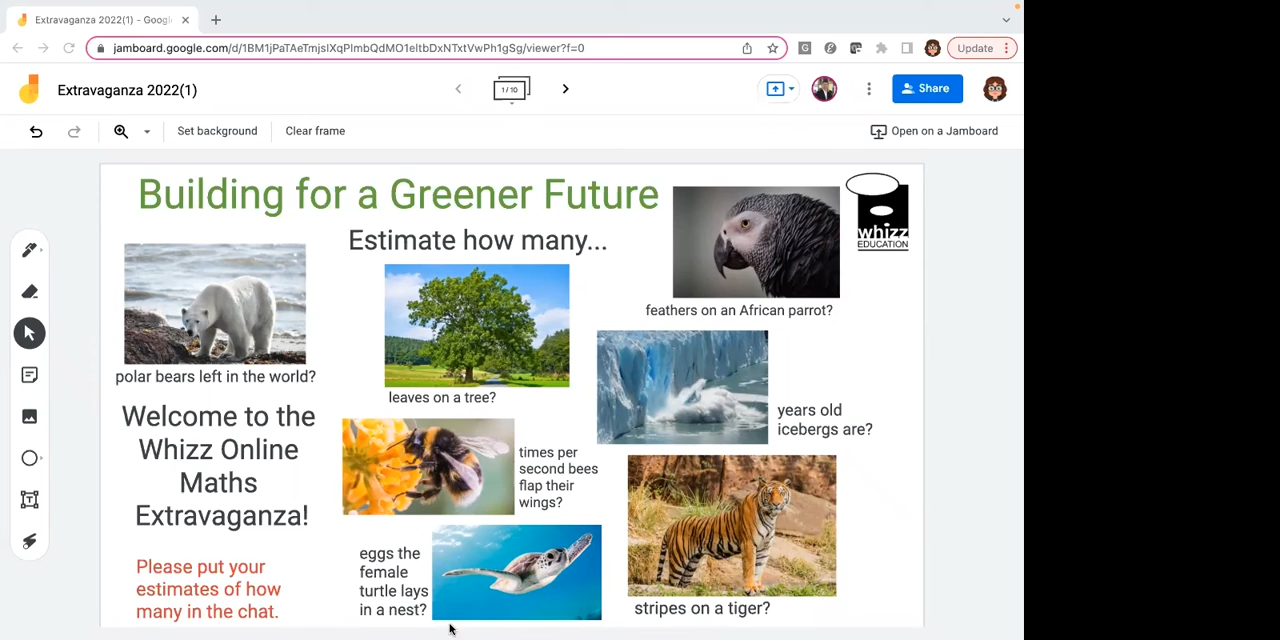 Extravaganza 2022(1) - Googl
jamboard.google.com/d/1BM1jPaTAeTmjsIXqPlmbQdMO1eltbDxNTxtVwPh1gSg/viewer?f=0
Update
Extravaganza 2022(1)
1 / 10
Share
Set background
Clear frame
Open on a Jamboard
Building for a Greener Future
Estimate how many...
whizz
EDUCATION
feathers on an African parrot?
polar bears left in the world?
leaves on a tree?
years old
icebergs are?
Welcome to the
Whizz Online
Maths
Extravaganza!
times per
second bees
flap their
wings?
eggs the
female
turtle lays
in a nest?
stripes on a tiger?
Please put your
estimates of how
many in the chat.